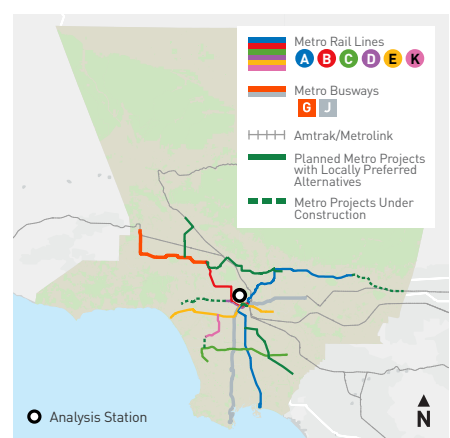 Metro Rail Lines
A B C D E K
Metro Busways
G J
Amtrak/Metrolink
Planned Metro Projects
with Locally Preferred
Alternatives
Metro Projects Under
Construction
Analysis Station
N